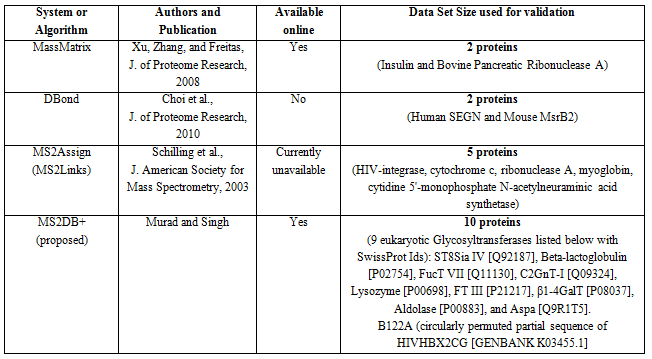 System or Algorithm
Authors and Publication
Available online
Data Set Size used for validation
MassMatrix
Xu, Zhang, and Freitas,
J. of Proteome Research,
2008
Yes
2 proteins
(Insulin and Bovine Pancreatic Ribonuclease A)
DBond
Choi et al.,
J. of Proteome Research,
2010
No
2 proteins
(Human SEGN and Mouse MsrB2)
MS2Assign
(MS2Links)
Schilling et al.,
J. American Society for
Mass Spectrometry, 2003
Currently
unavailable
5 proteins
(HIV-integrase, cytochrome c, ribonuclease A, myoglobin,
cytidine 5'-monophosphate N-acetylneuraminic acid
synthetase)
MS2DB+
(proposed)
Murad and Singh
Yes
10 proteins
(9 eukaryotic Glycosyltransferases listed below with
SwissProt Ids): ST8Sia IV [Q92187], Beta-lactoglobulin
[P02754], FucT VII [Q11130], C2GnT-I [Q09324],
Lysozyme [P00698], FT III [P21217], β1-4GalT [P08037],
Aldolase [P00883], and Aspa [Q9R1T5].
B122A (circularly permuted partial sequence of
HIVHBX2CG [GENBANK K03455.1]